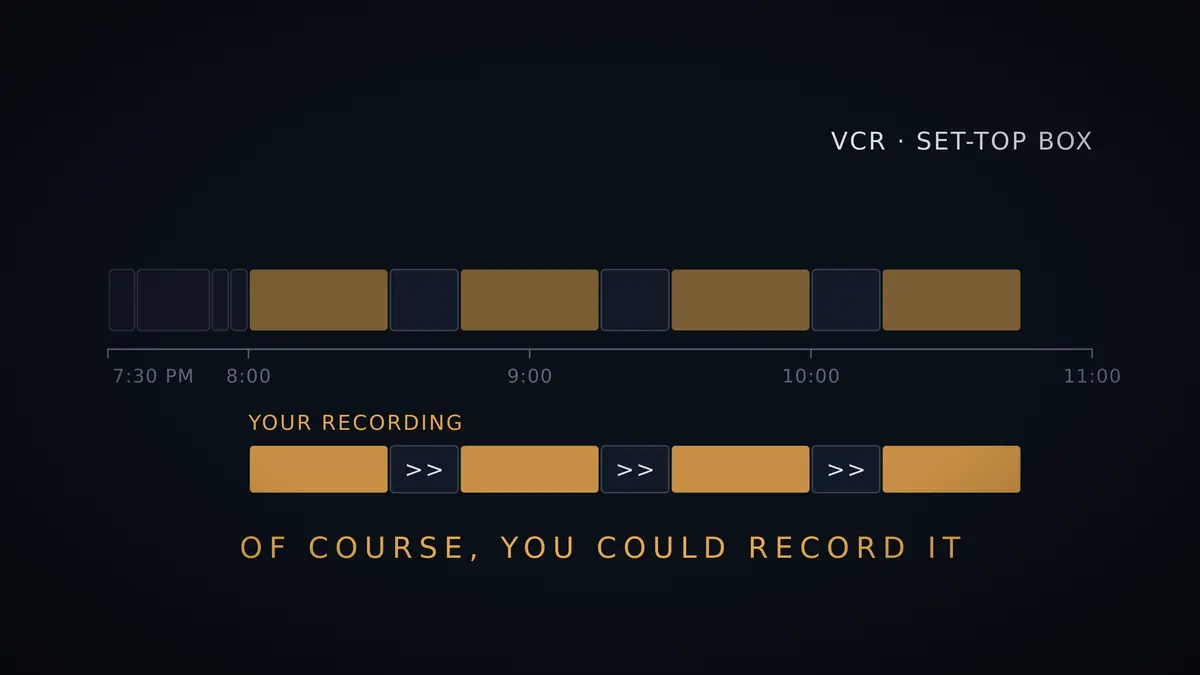 VCR · SET-TOP BOX
7:30 PM 8:00 9:00 10:00 11:00
YOUR RECORDING
>> >> >>
OF COURSE, YOU COULD RECORD IT